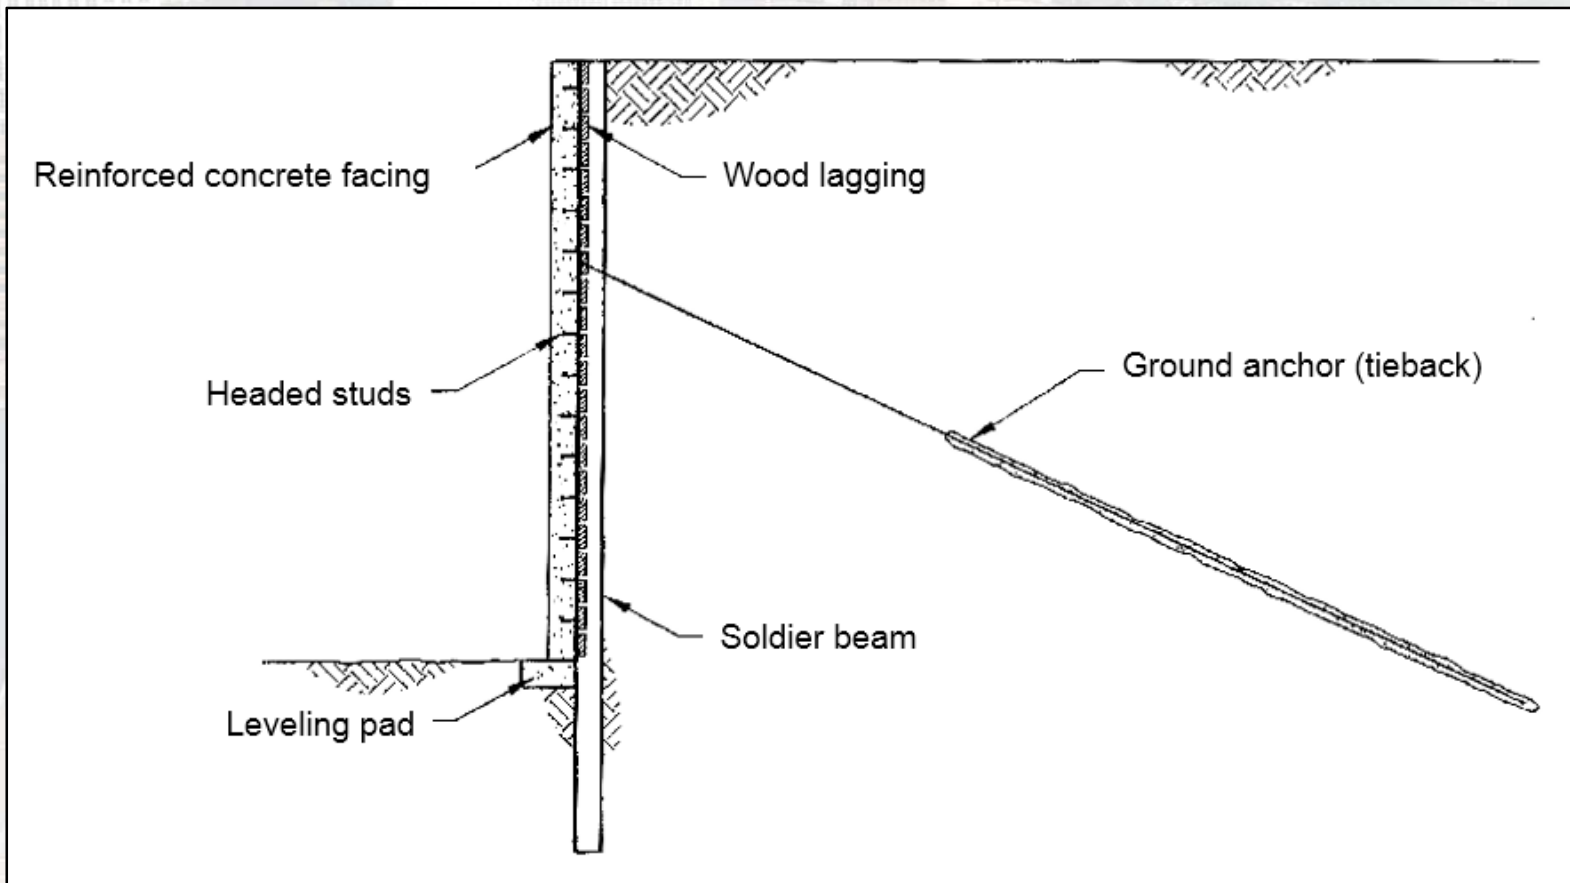 Reinforced concrete facing
Wood lagging
Ground anchor (tieback)
Headed studs
Soldier beam
Leveling pad